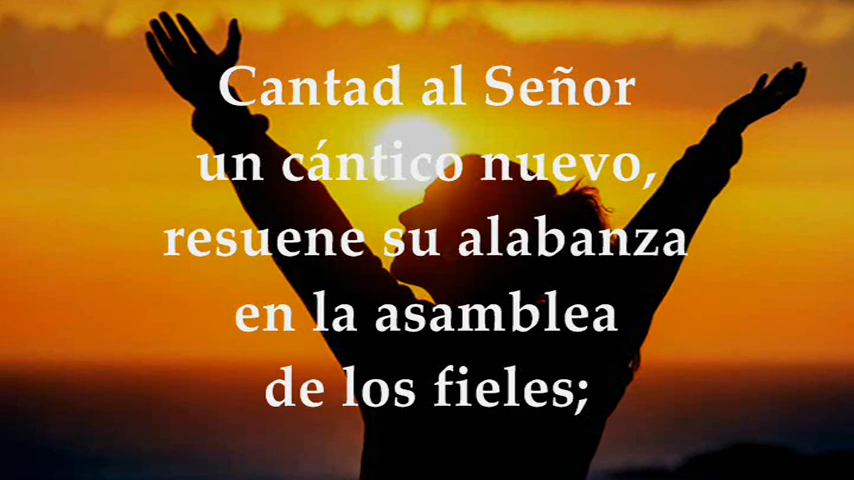 Cantad al Señor
un cántico nuevo,
resuene su alabanza
en la asamblea
de los fieles;